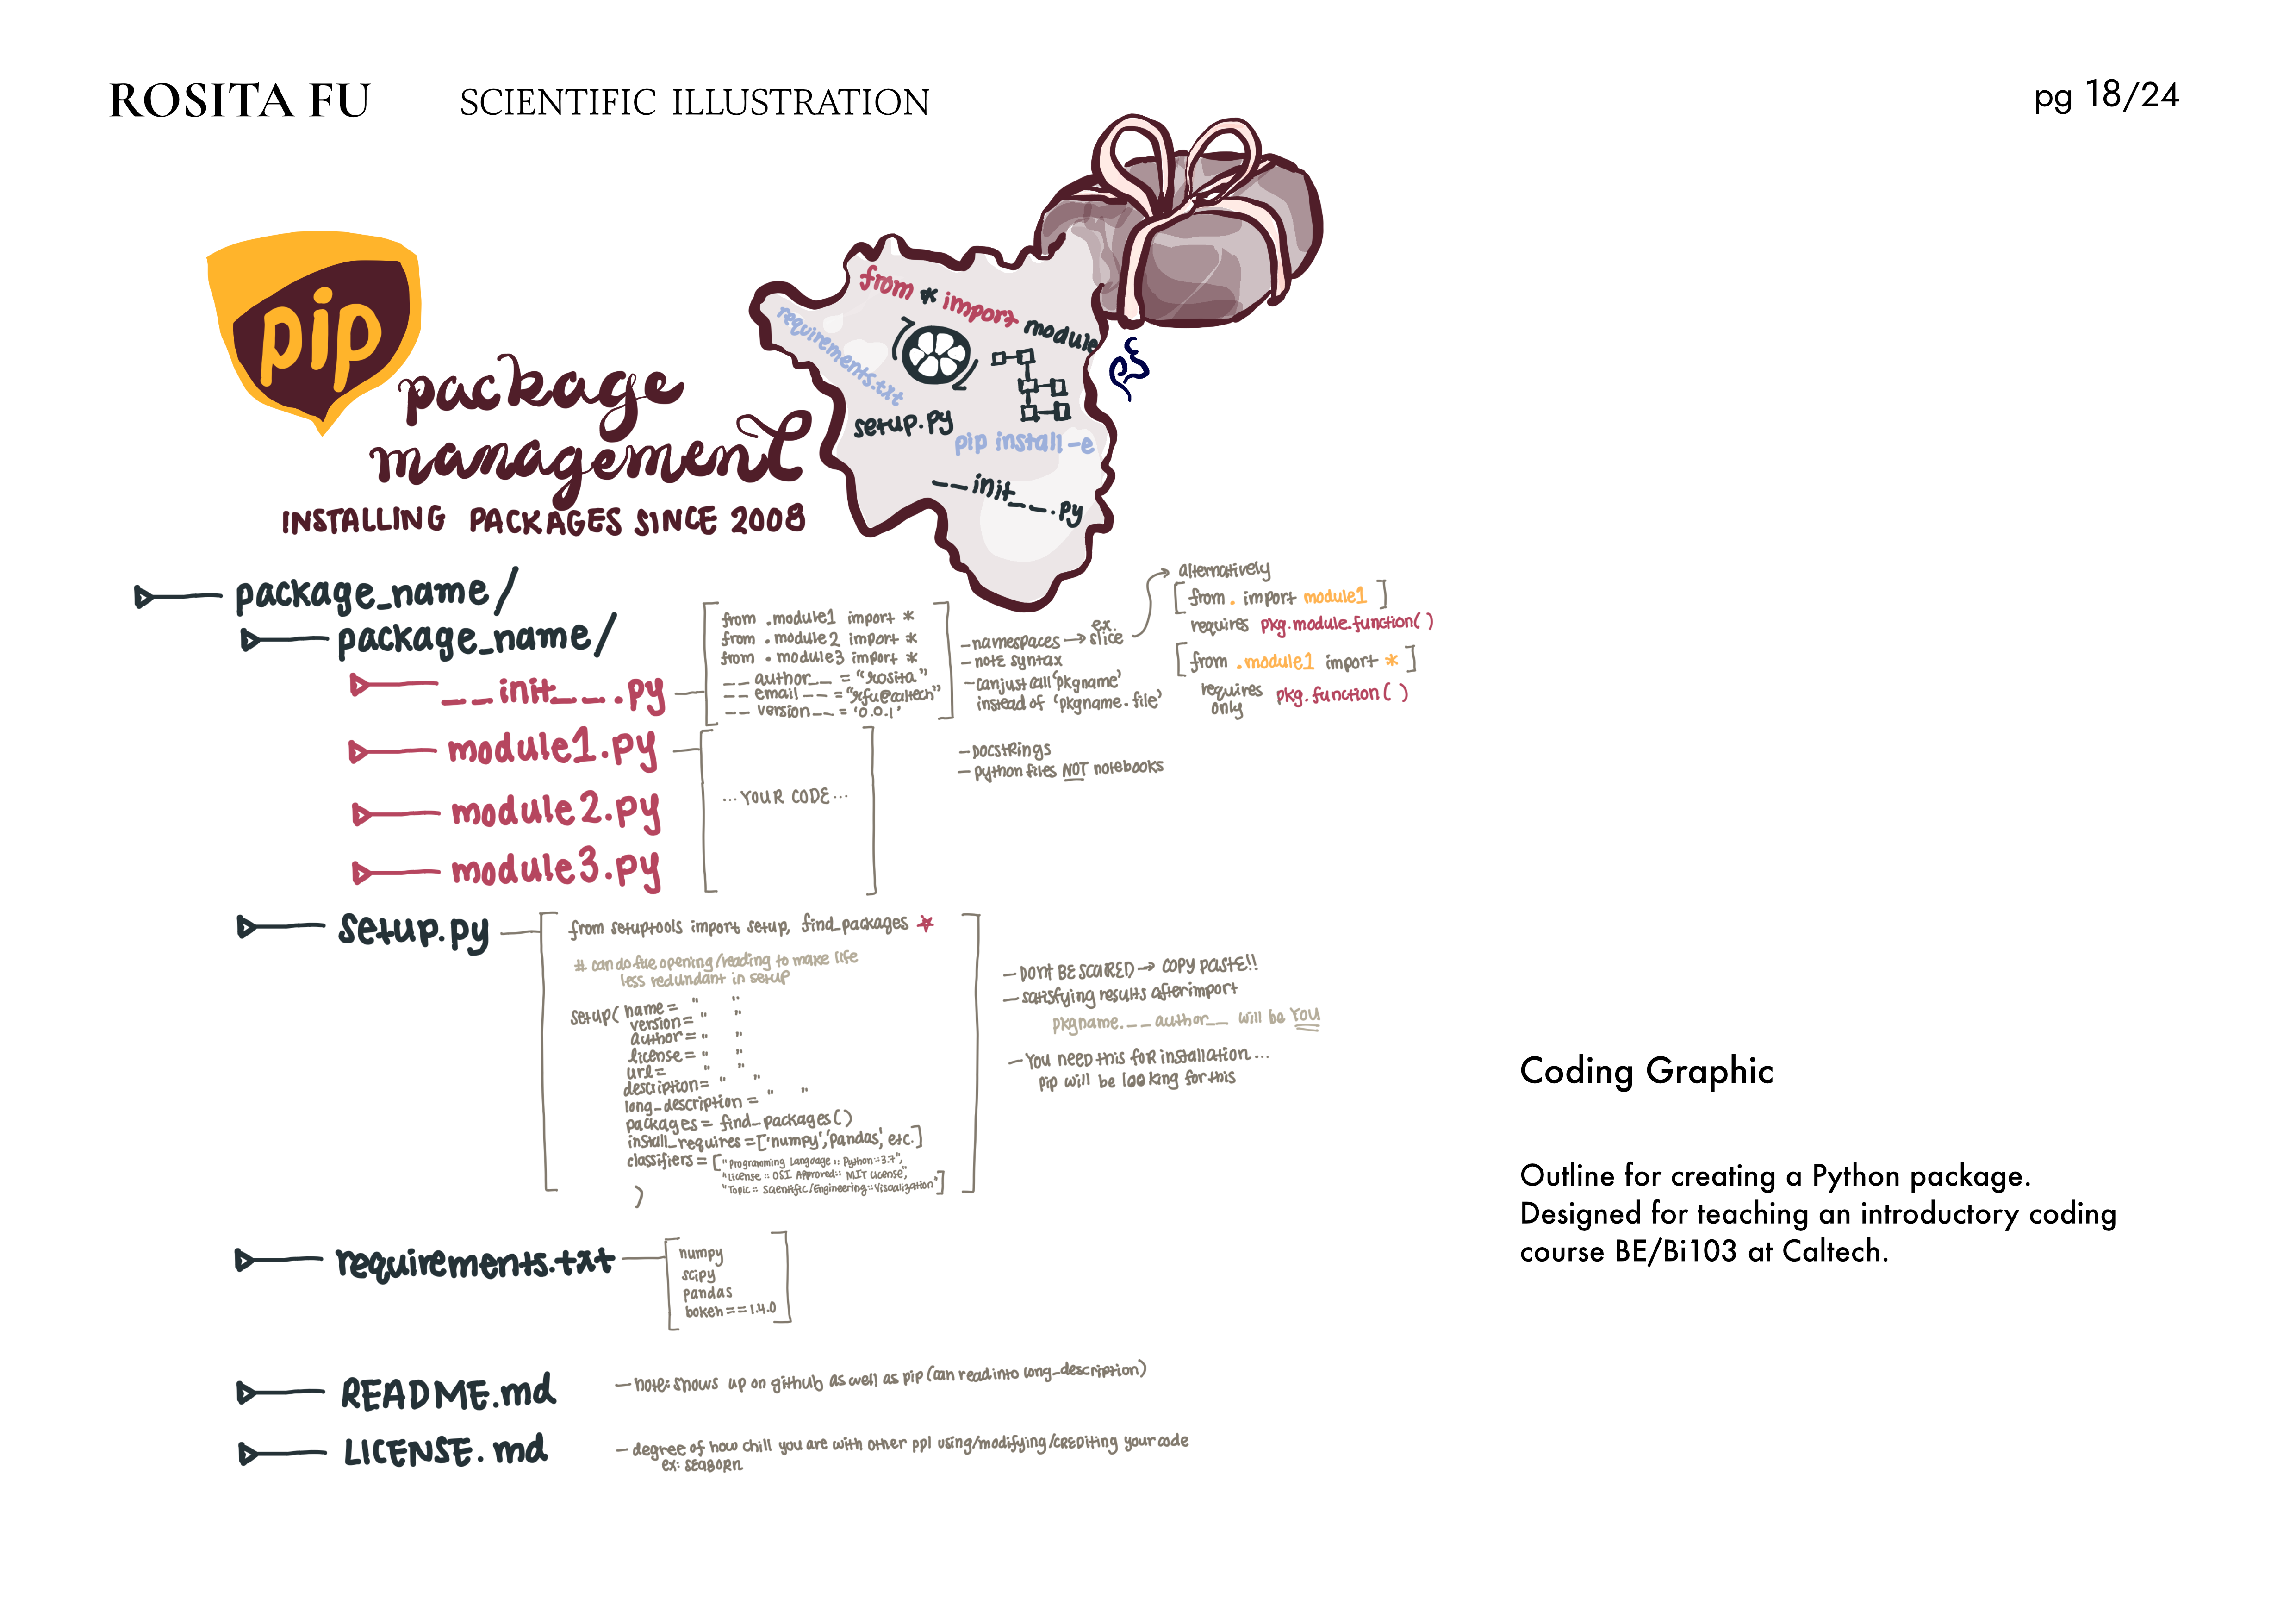 ROSITA FU
SCIENTIFIC ILLUSTRATION
pg 18/24
pip
package
management
INSTALLING PACKAGES SINCE 2008
from * import module
requirements.txt
setup.py
pip install -e
__init__.py
package_name/
package_name/
__init__.py
from .module1 import *
from .module2 import *
from .module3 import *
__author__ = "rosita"
__email__ = "rfu@caltech"
__version__ = '0.0.1'
- namespaces → ex. slice
- note syntax
- can just call 'pkgname'
instead of 'pkgname.file'
alternatively
[from . import module1]
requires pkg.module.function()
[from .module1 import *]
requires only pkg.function()
module1.py
...YOUR CODE...
- DOCSTRINGS
- python files NOT notebooks
module2.py
module3.py
setup.py
from setuptools import setup, find_packages ☆
# can do file opening/reading to make life
less redundant in setup
setup( name = " "
version = " "
author = " "
license = " "
url = " "
description = " "
long_description = " "
packages = find_packages()
install_requires = ['numpy', 'pandas', etc.]
classifiers = ["Programming Language :: Python :: 3.7",
"License :: OSI Approved :: MIT License",
"Topic :: Scientific/Engineering :: Visualization"]
)
- DONT BE SCARED → COPY PASTE!!
- satisfying results after import
pkgname.__author__ will be YOU
- YOU NEED this FOR installation...
pip will be looking for this
requirements.txt
numpy
scipy
pandas
bokeh == 1.4.0
README.md
- note: shows up on github as well as pip (can read into long_description)
LICENSE.md
- degree of how chill you are with other ppl using/modifying/CREDITING your code
ex: SEABORN
Coding Graphic
Outline for creating a Python package.
Designed for teaching an introductory coding
course BE/Bi103 at Caltech.